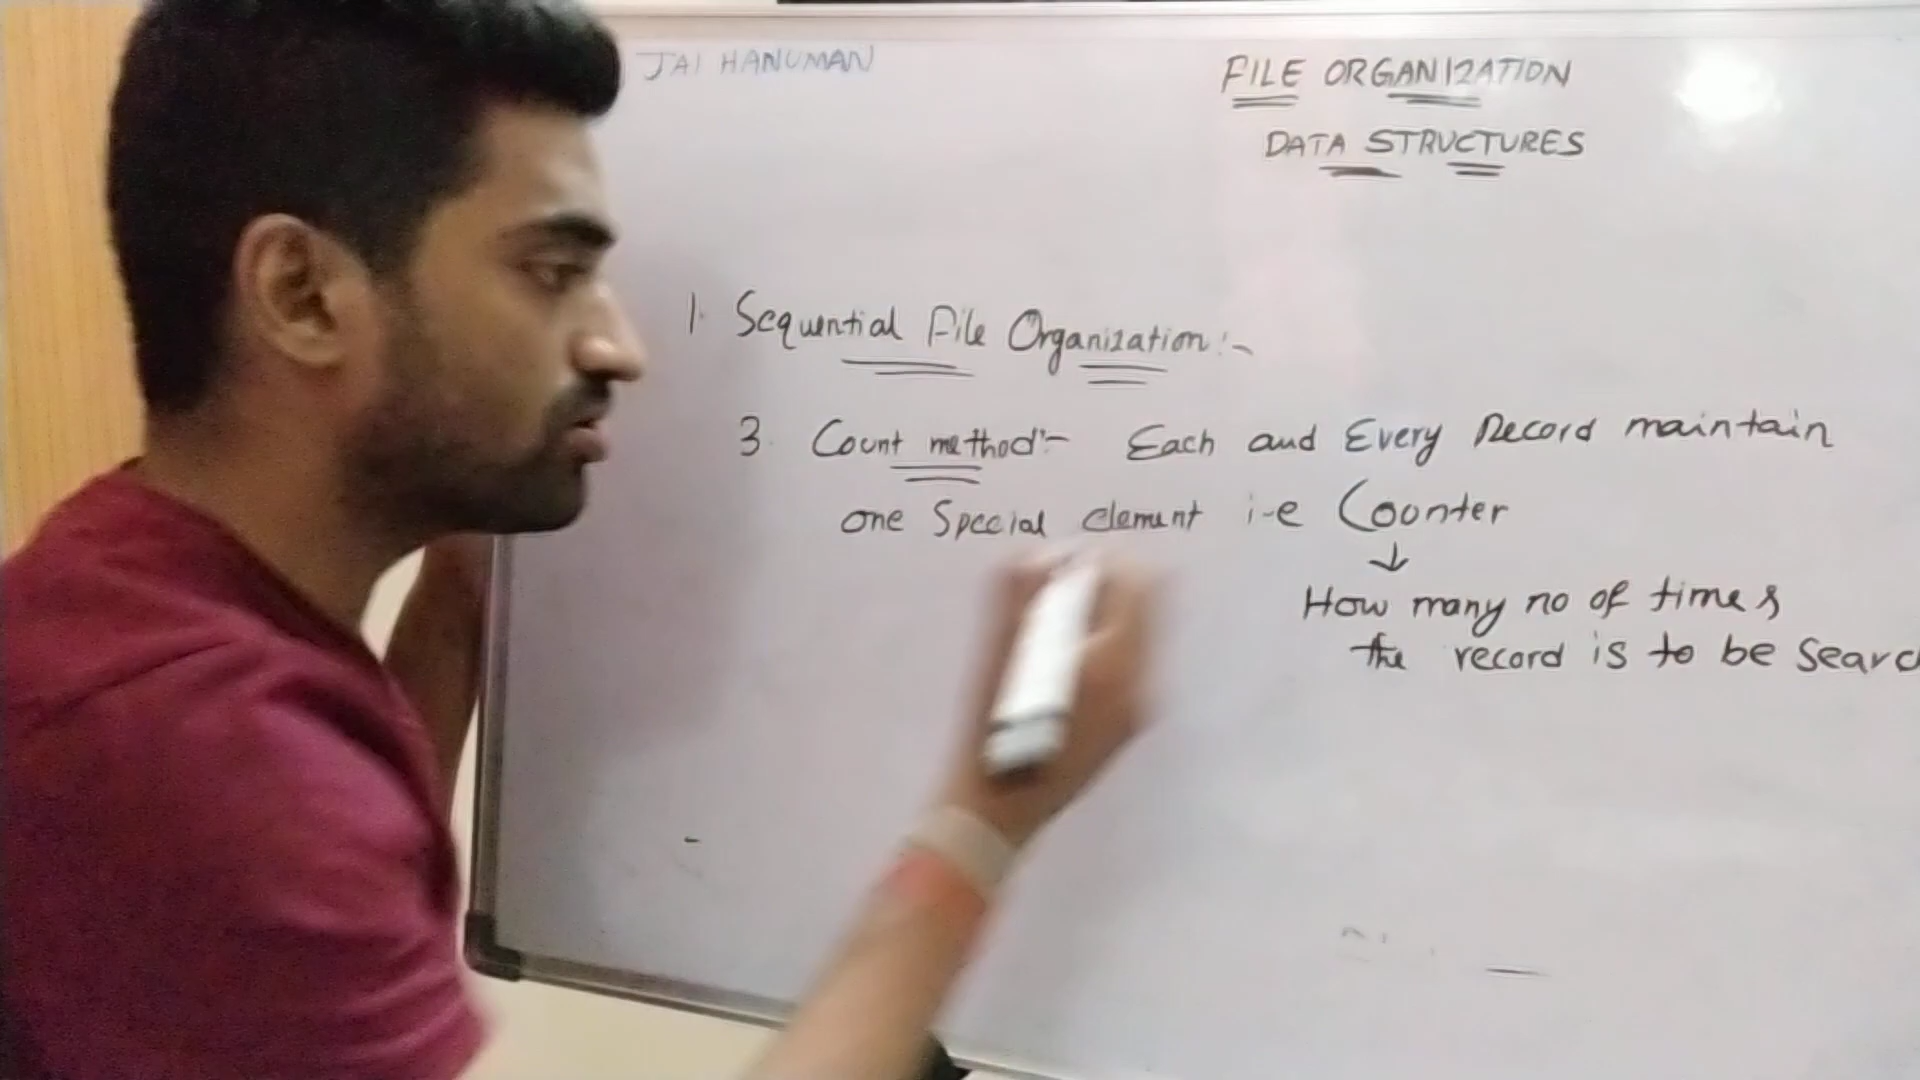 JAI HANUMAN
FILE ORGANIZATION
DATA STRUCTURES
1. Sequential File Organization:-
3. Count method:- Each and Every Record maintain
one Special element i-e Counter
↓
How many no of times
the record is to be Searc